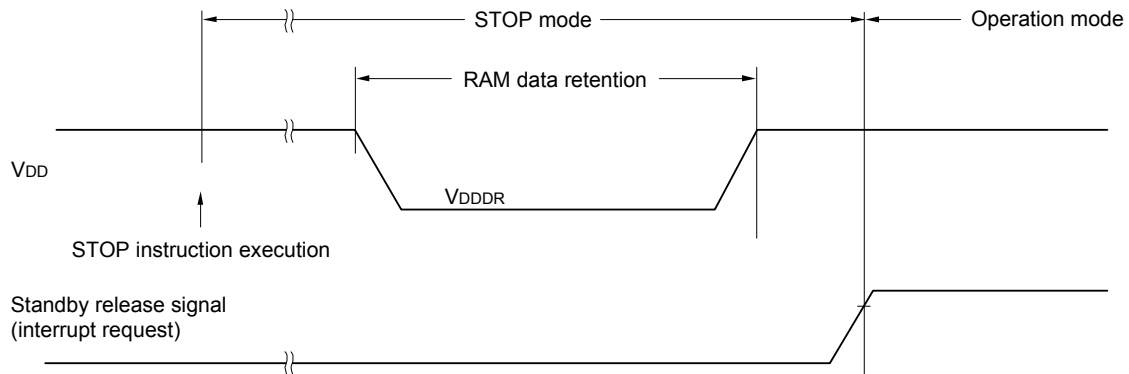 STOP mode
Operation mode
RAM data retention
VDD
VDDDR
STOP instruction execution
Standby release signal
(interrupt request)